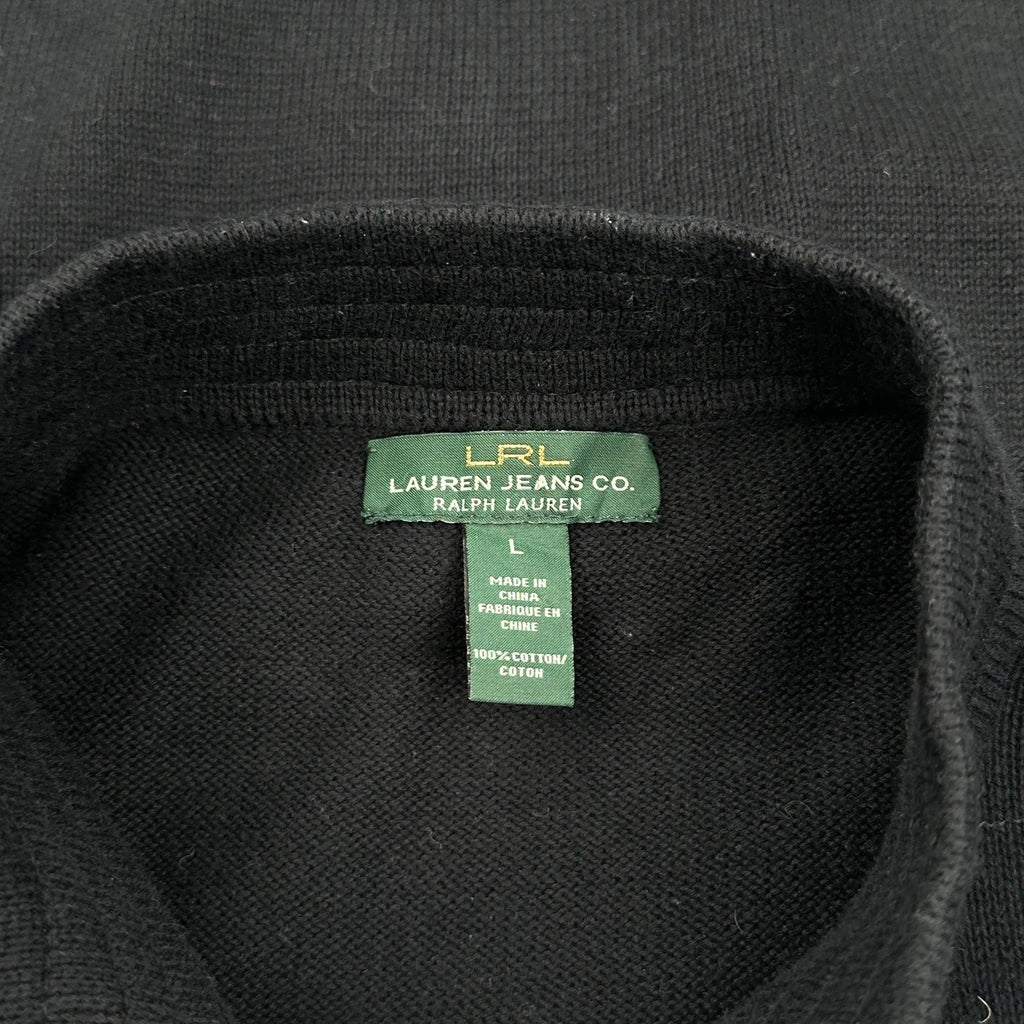 LRL
LAUREN JEANS CO.
RALPH LAUREN
L
MADE IN
CHINA
FABRIQUE EN
CHINE
100% COTTON/
COTON